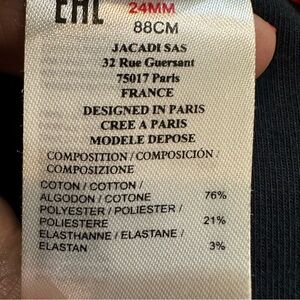 EAC
24MM
88CM
JACADI SAS
32 Rue Guersant
75017 Paris
FRANCE
DESIGNED IN PARIS
CREE A PARIS
MODELE DEPOSE
COMPOSITION / COMPOSICIÓN /
COMPOSIZIONE
COTON / COTTON /
ALGODON / COTONE 76%
POLYESTER / POLIESTER /
POLIESTERE 21%
ELASTHANNE / ELASTANE /
ELASTAN 3%